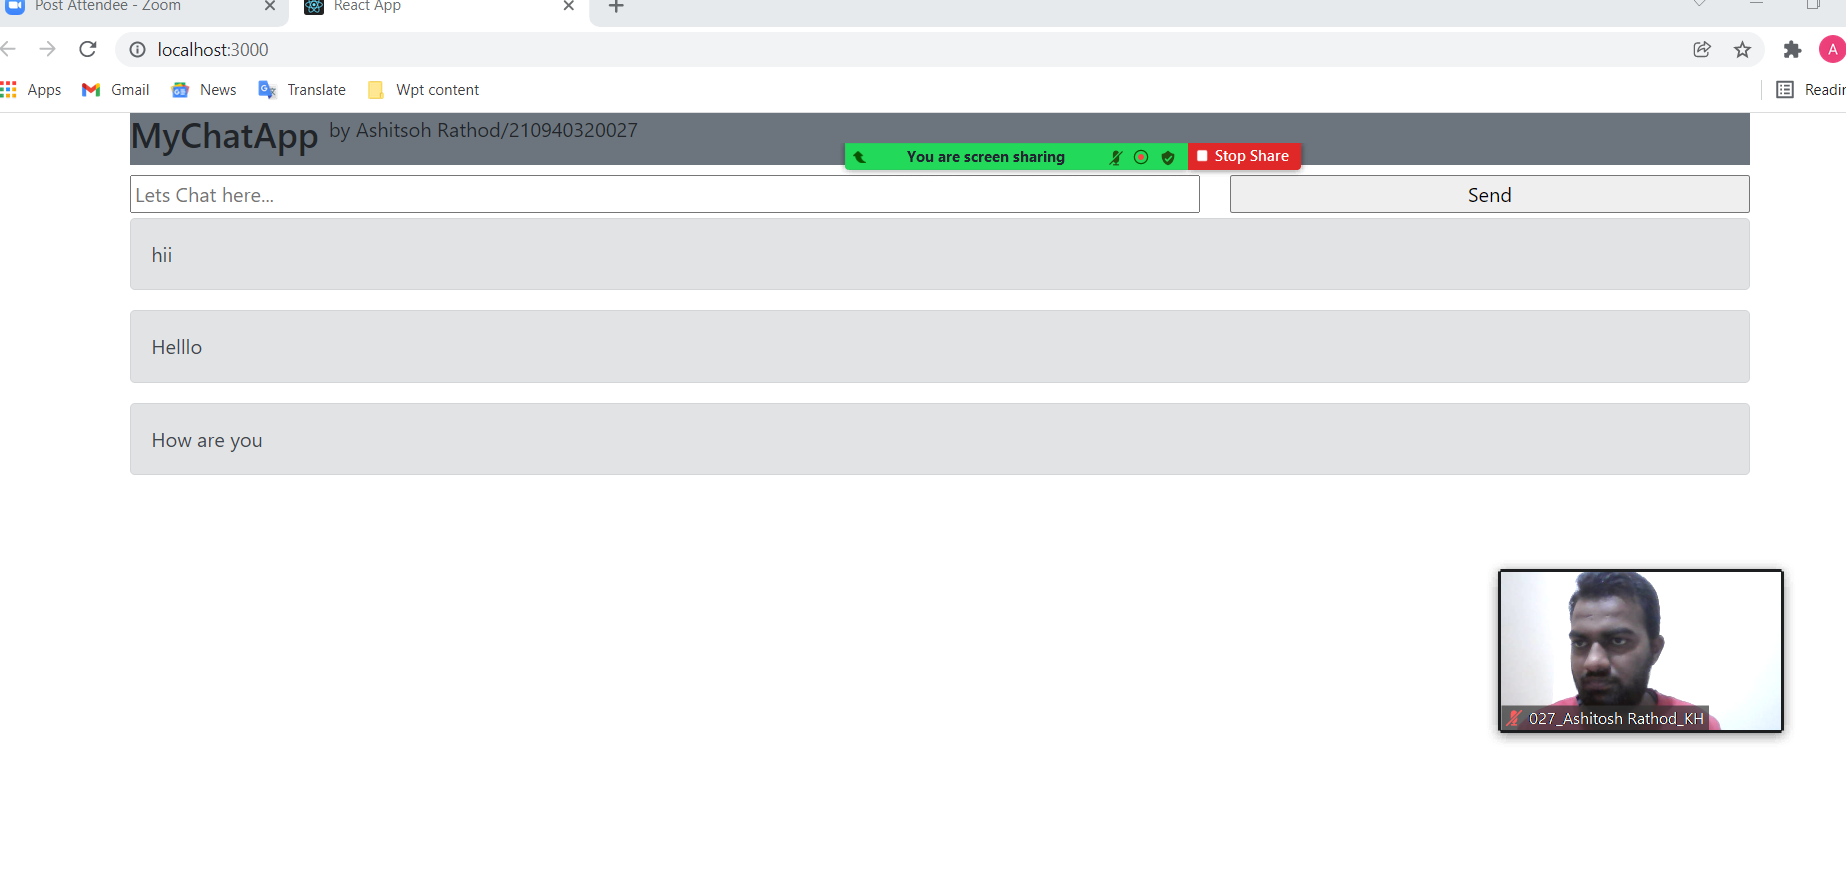 Post Attendee - Zoom
React App
localhost:3000
A
Apps
Gmail
News
Translate
Wpt content
Readin
MyChatApp by Ashitsoh Rathod/210940320027
You are screen sharing
Stop Share
Lets Chat here...
Send
hii
Helllo
How are you
027_Ashitosh Rathod_KH